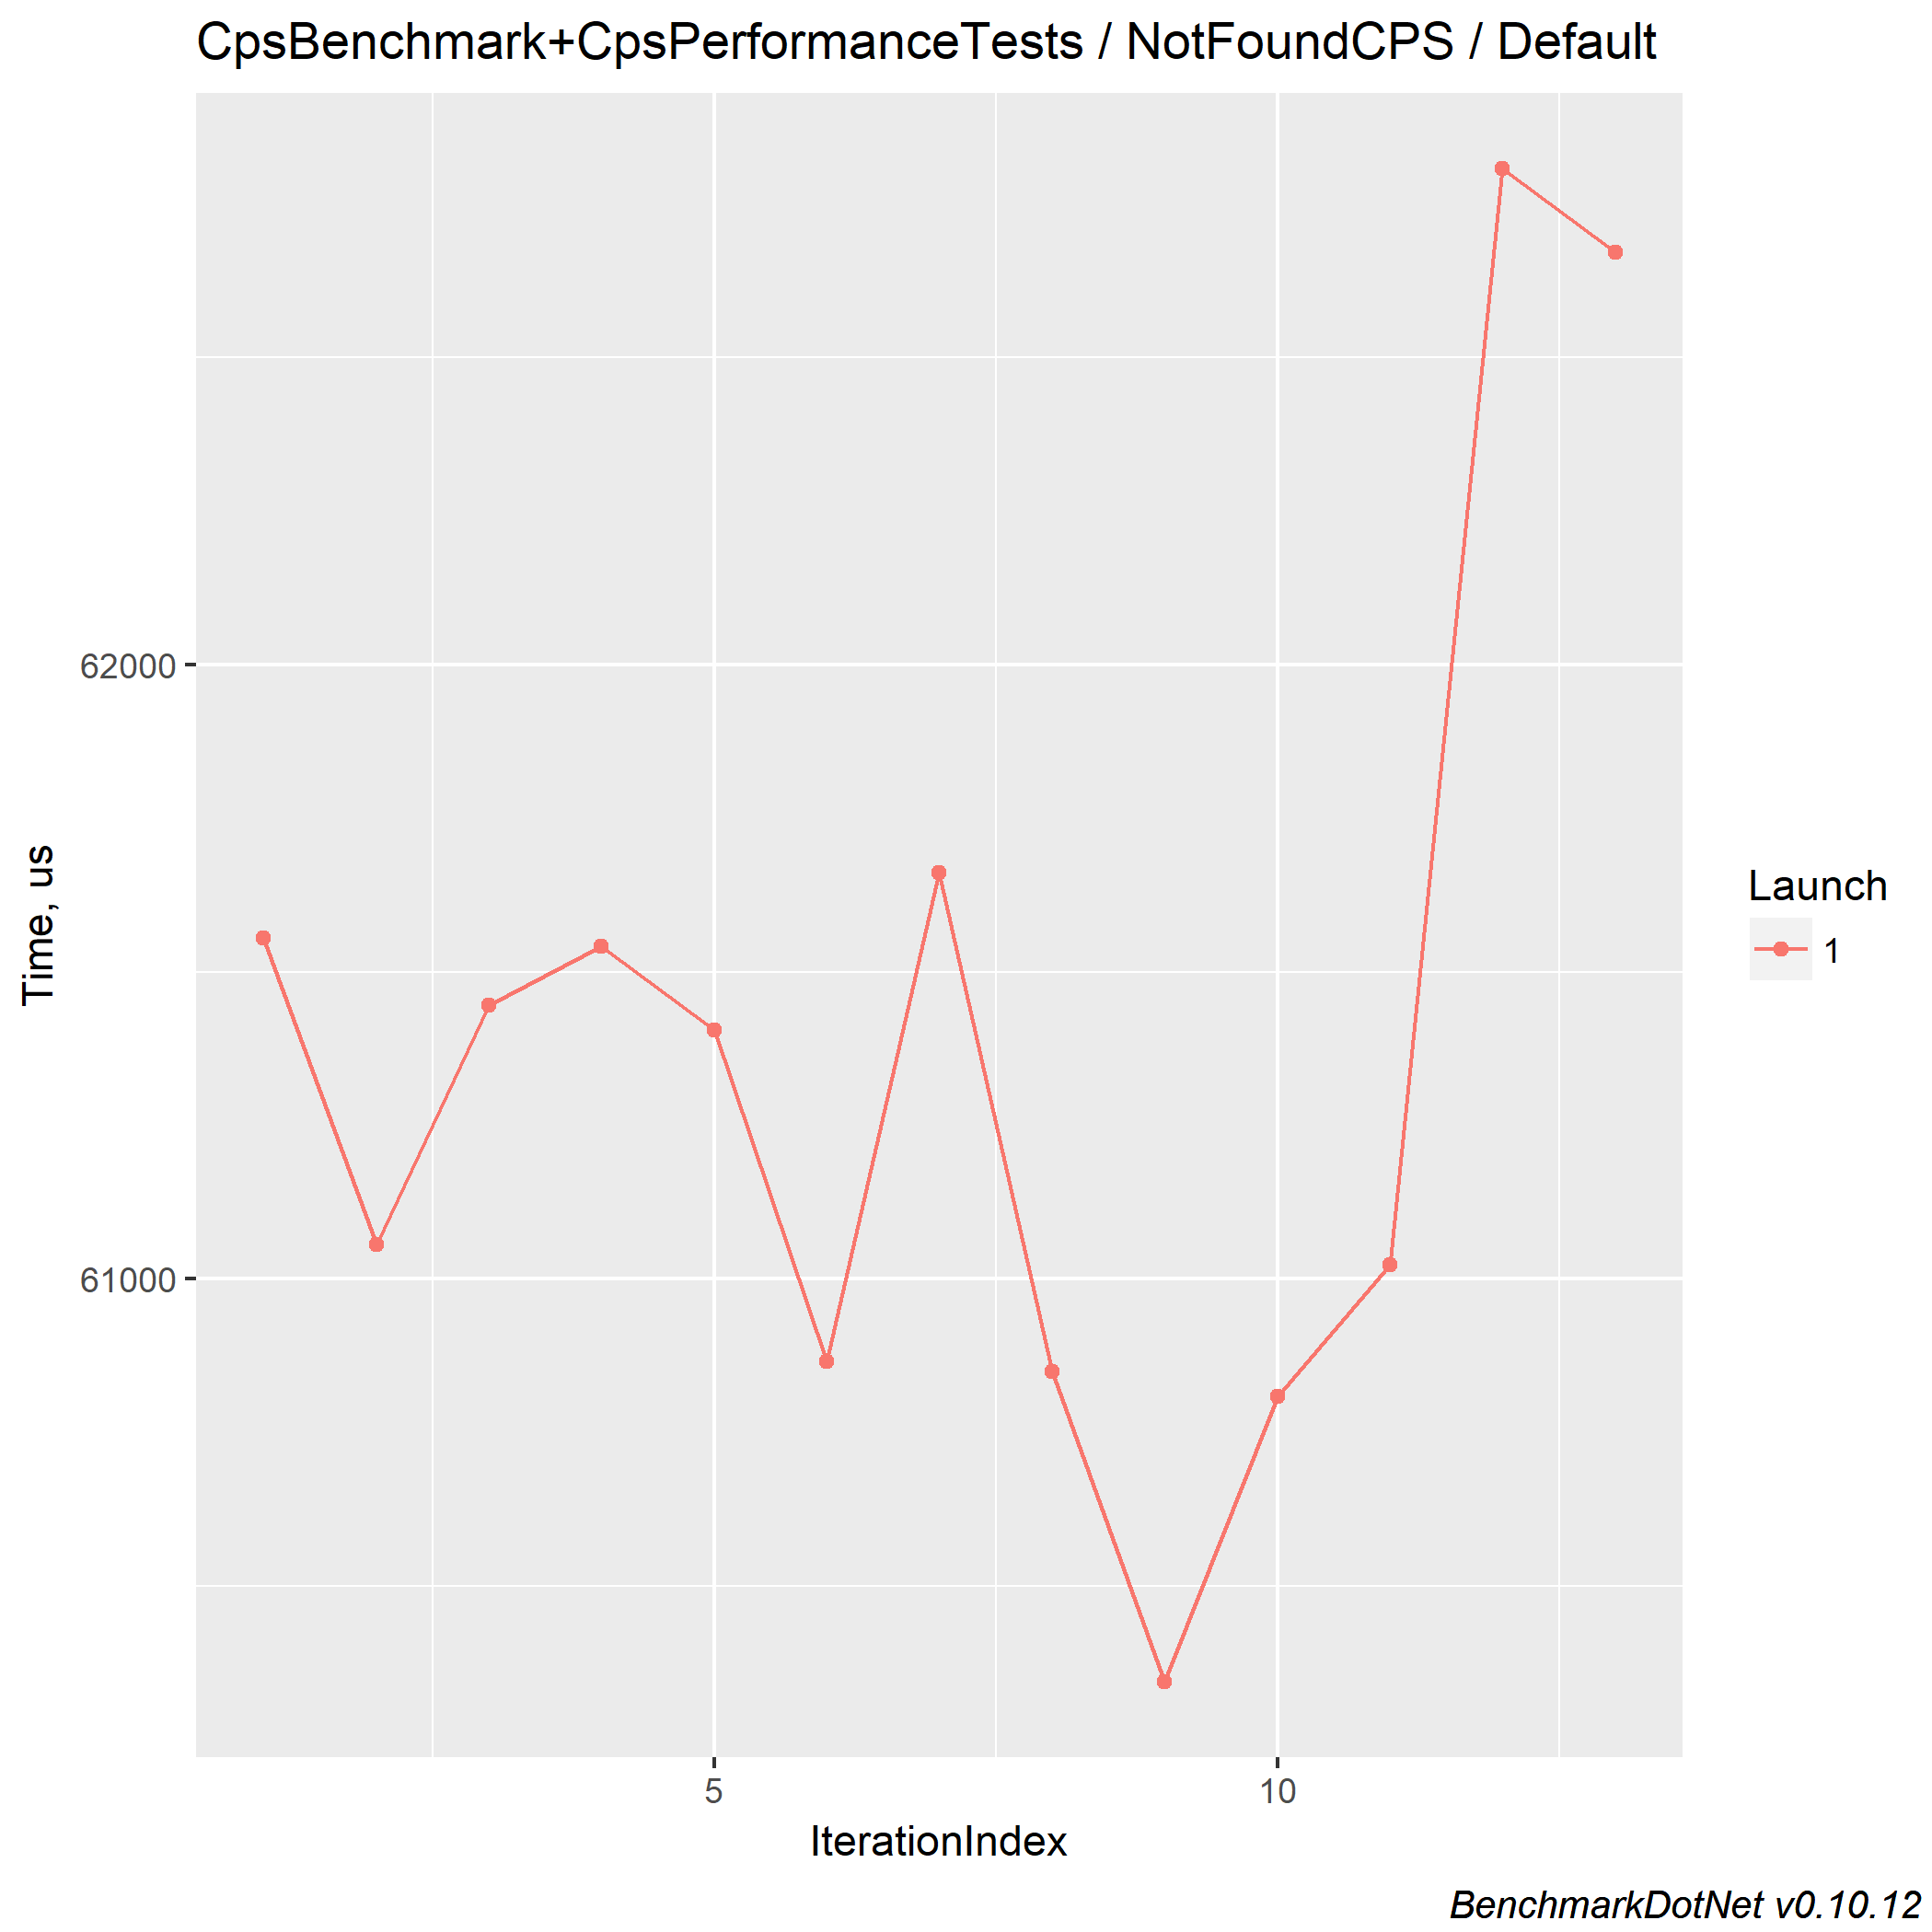 CpsBenchmark+CpsPerformanceTests / NotFoundCPS / Default
62000
61000
Time, us
5
10
IterationIndex
Launch
1
BenchmarkDotNet v0.10.12